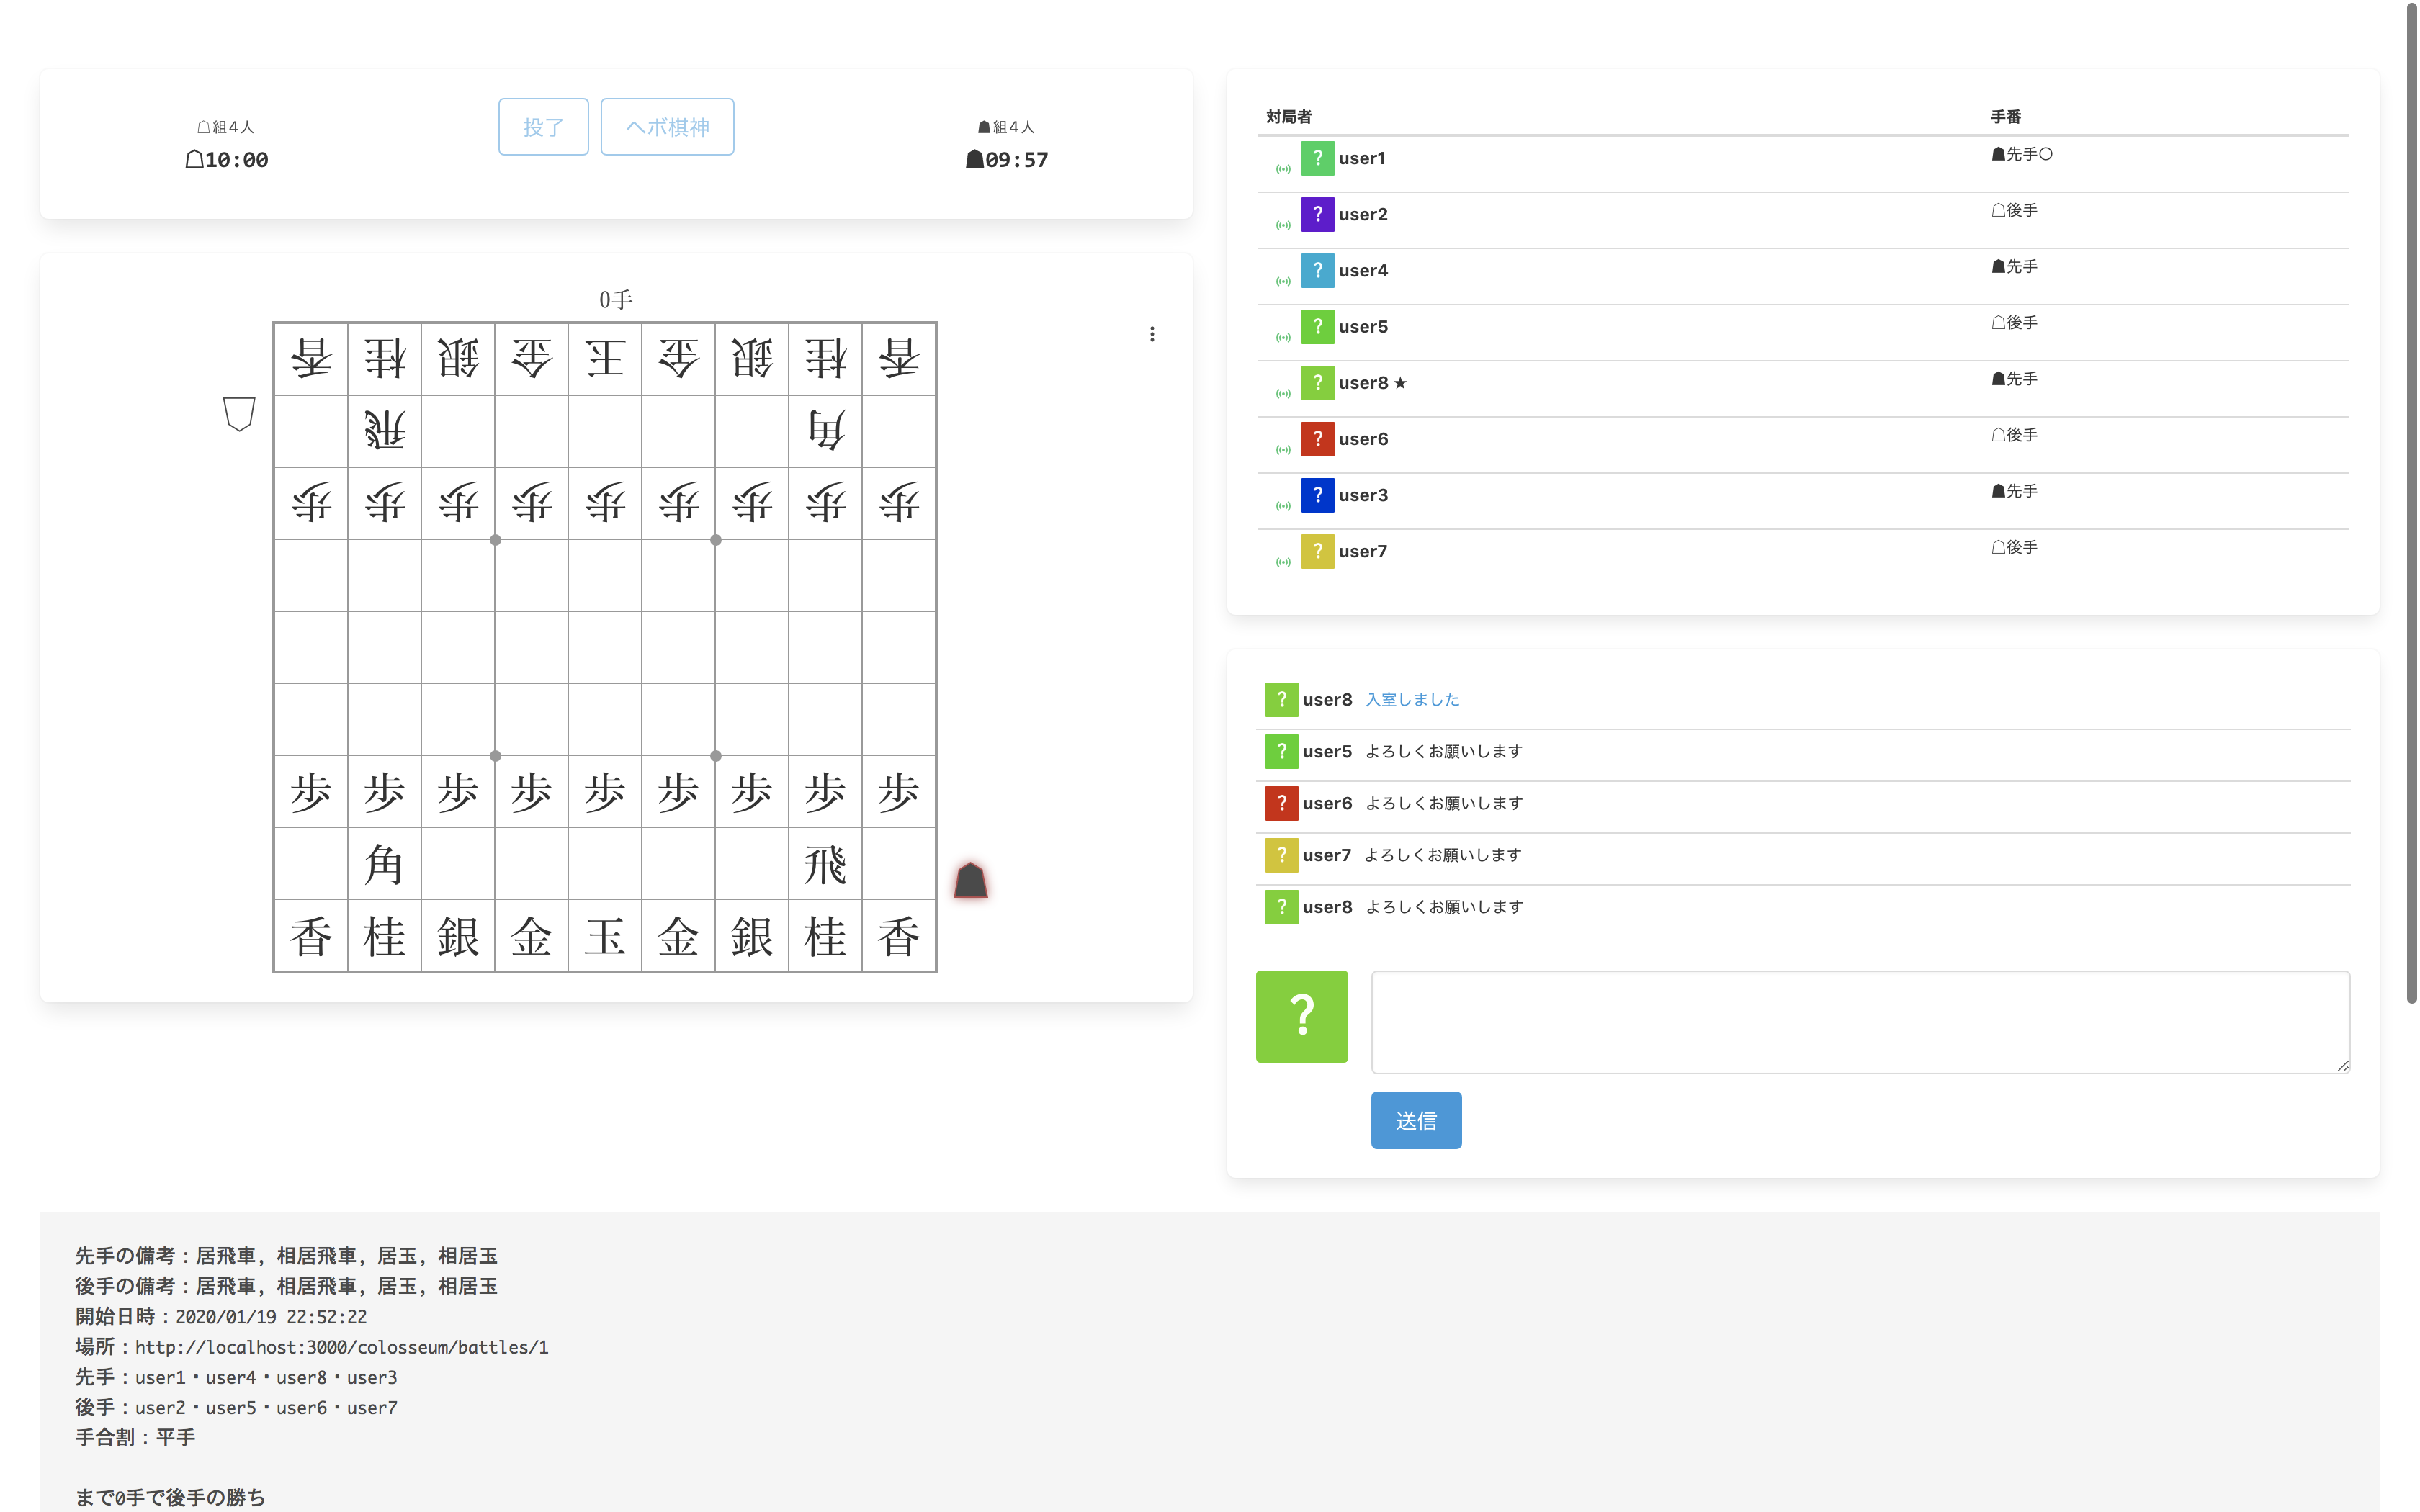 ☖組4人
☖10:00
投了
ヘボ棋神
☗組4人
☗09:57
0手
香桂銀金王金銀桂香
飛角
歩歩歩歩歩歩歩歩歩
歩歩歩歩歩歩歩歩歩
角飛
香桂銀金玉金銀桂香
対局者 手番
? user1 ☗先手○
? user2 ☖後手
? user4 ☗先手
? user5 ☖後手
? user8 ★ ☗先手
? user6 ☖後手
? user3 ☗先手
? user7 ☖後手
? user8 入室しました
? user5 よろしくお願いします
? user6 よろしくお願いします
? user7 よろしくお願いします
? user8 よろしくお願いします
?
送信
先手の備考：居飛車, 相居飛車, 居玉, 相居玉
後手の備考：居飛車, 相居飛車, 居玉, 相居玉
開始日時：2020/01/19 22:52:22
場所：http://localhost:3000/colosseum/battles/1
先手：user1・user4・user8・user3
後手：user2・user5・user6・user7
手合割：平手
まで0手で後手の勝ち